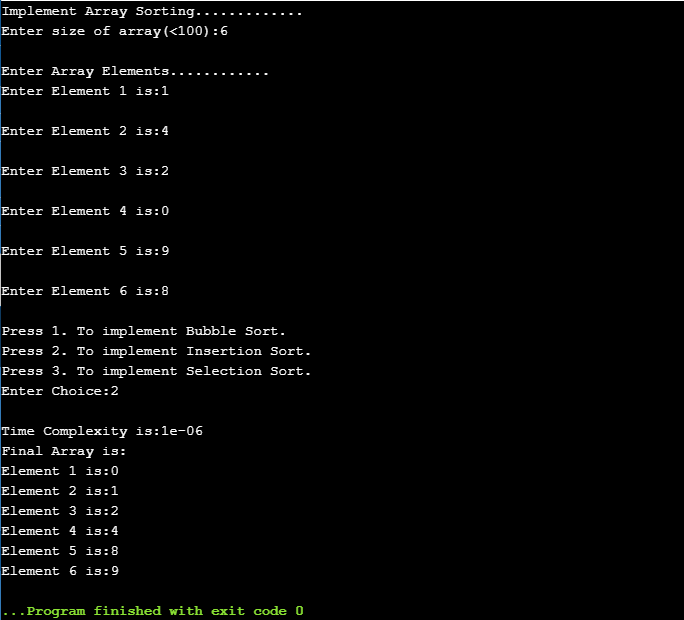 Implement Array Sorting.............
Enter size of array(<100):6
Enter Array Elements............
Enter Element 1 is:1
Enter Element 2 is:4
Enter Element 3 is:2
Enter Element 4 is:0
Enter Element 5 is:9
Enter Element 6 is:8
Press 1. To implement Bubble Sort.
Press 2. To implement Insertion Sort.
Press 3. To implement Selection Sort.
Enter Choice:2
Time Complexity is:1e-06
Final Array is:
Element 1 is:0
Element 2 is:1
Element 3 is:2
Element 4 is:4
Element 5 is:8
Element 6 is:9
...Program finished with exit code 0